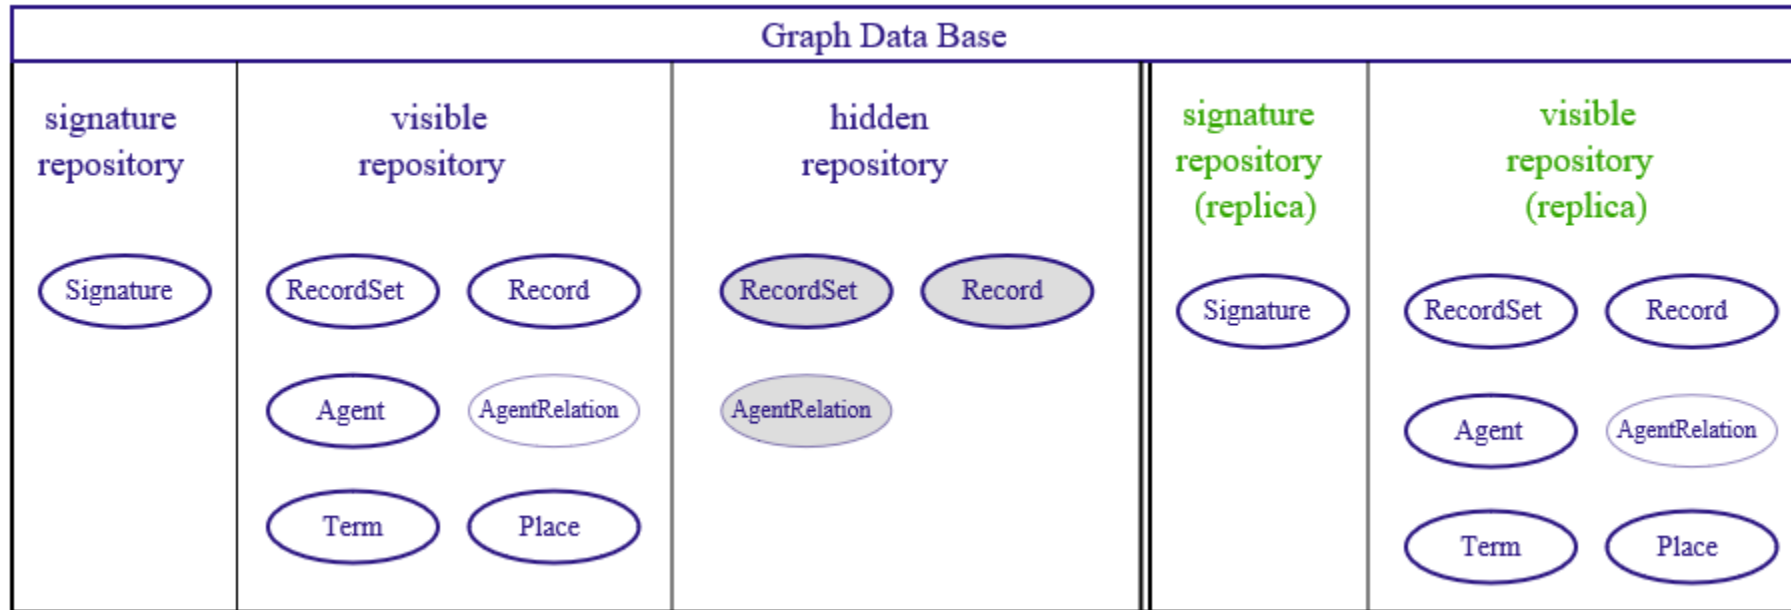 Graph Data Base
signature
repository
visible
repository
hidden
repository
signature
repository
(replica)
visible
repository
(replica)
Signature
RecordSet
Record
Agent
AgentRelation
Term
Place
RecordSet
Record
AgentRelation
Signature
RecordSet
Record
Agent
AgentRelation
Term
Place